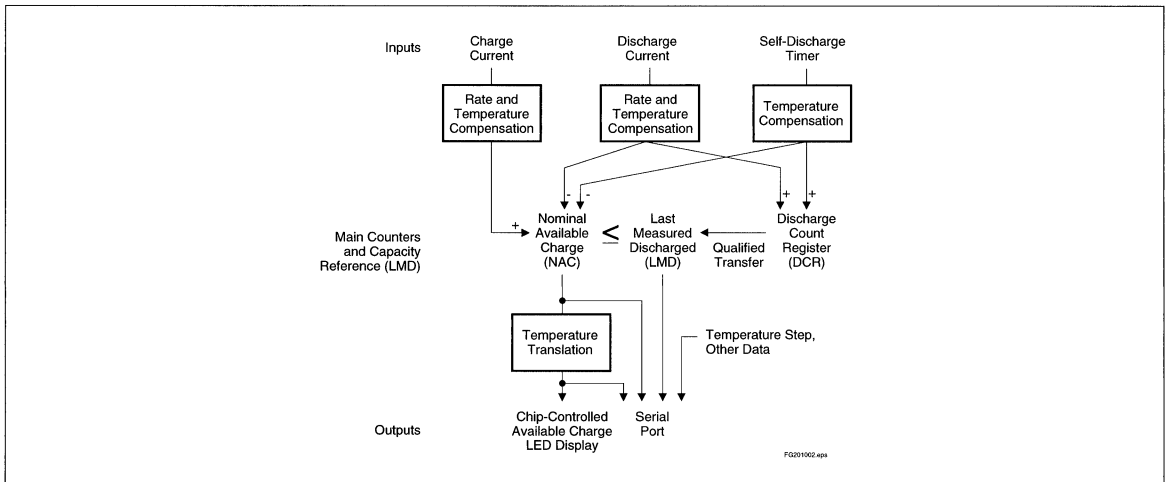 Inputs
Charge
Current
Discharge
Current
Self-Discharge
Timer
Rate and
Temperature
Compensation
Rate and
Temperature
Compensation
Temperature
Compensation
- -
+ +
+
Main Counters
and Capacity
Reference (LMD)
Nominal
Available
Charge
(NAC)
≤
Last
Measured
Discharged
(LMD)
Qualified
Transfer
Discharge
Count
Register
(DCR)
Temperature
Translation
Temperature Step,
Other Data
Outputs
Chip-Controlled
Available Charge
LED Display
Serial
Port
FG201002.eps